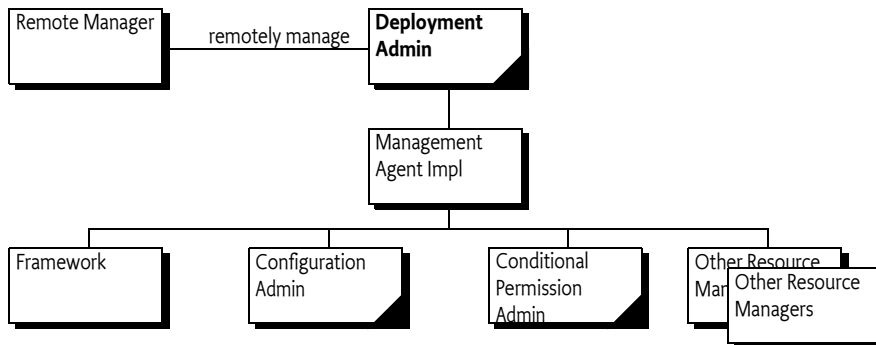 Remote Manager
remotely manage
Deployment
Admin
Management
Agent Impl
Framework
Configuration
Admin
Conditional
Permission
Admin
Other Resource
Man
Other Resource
Managers